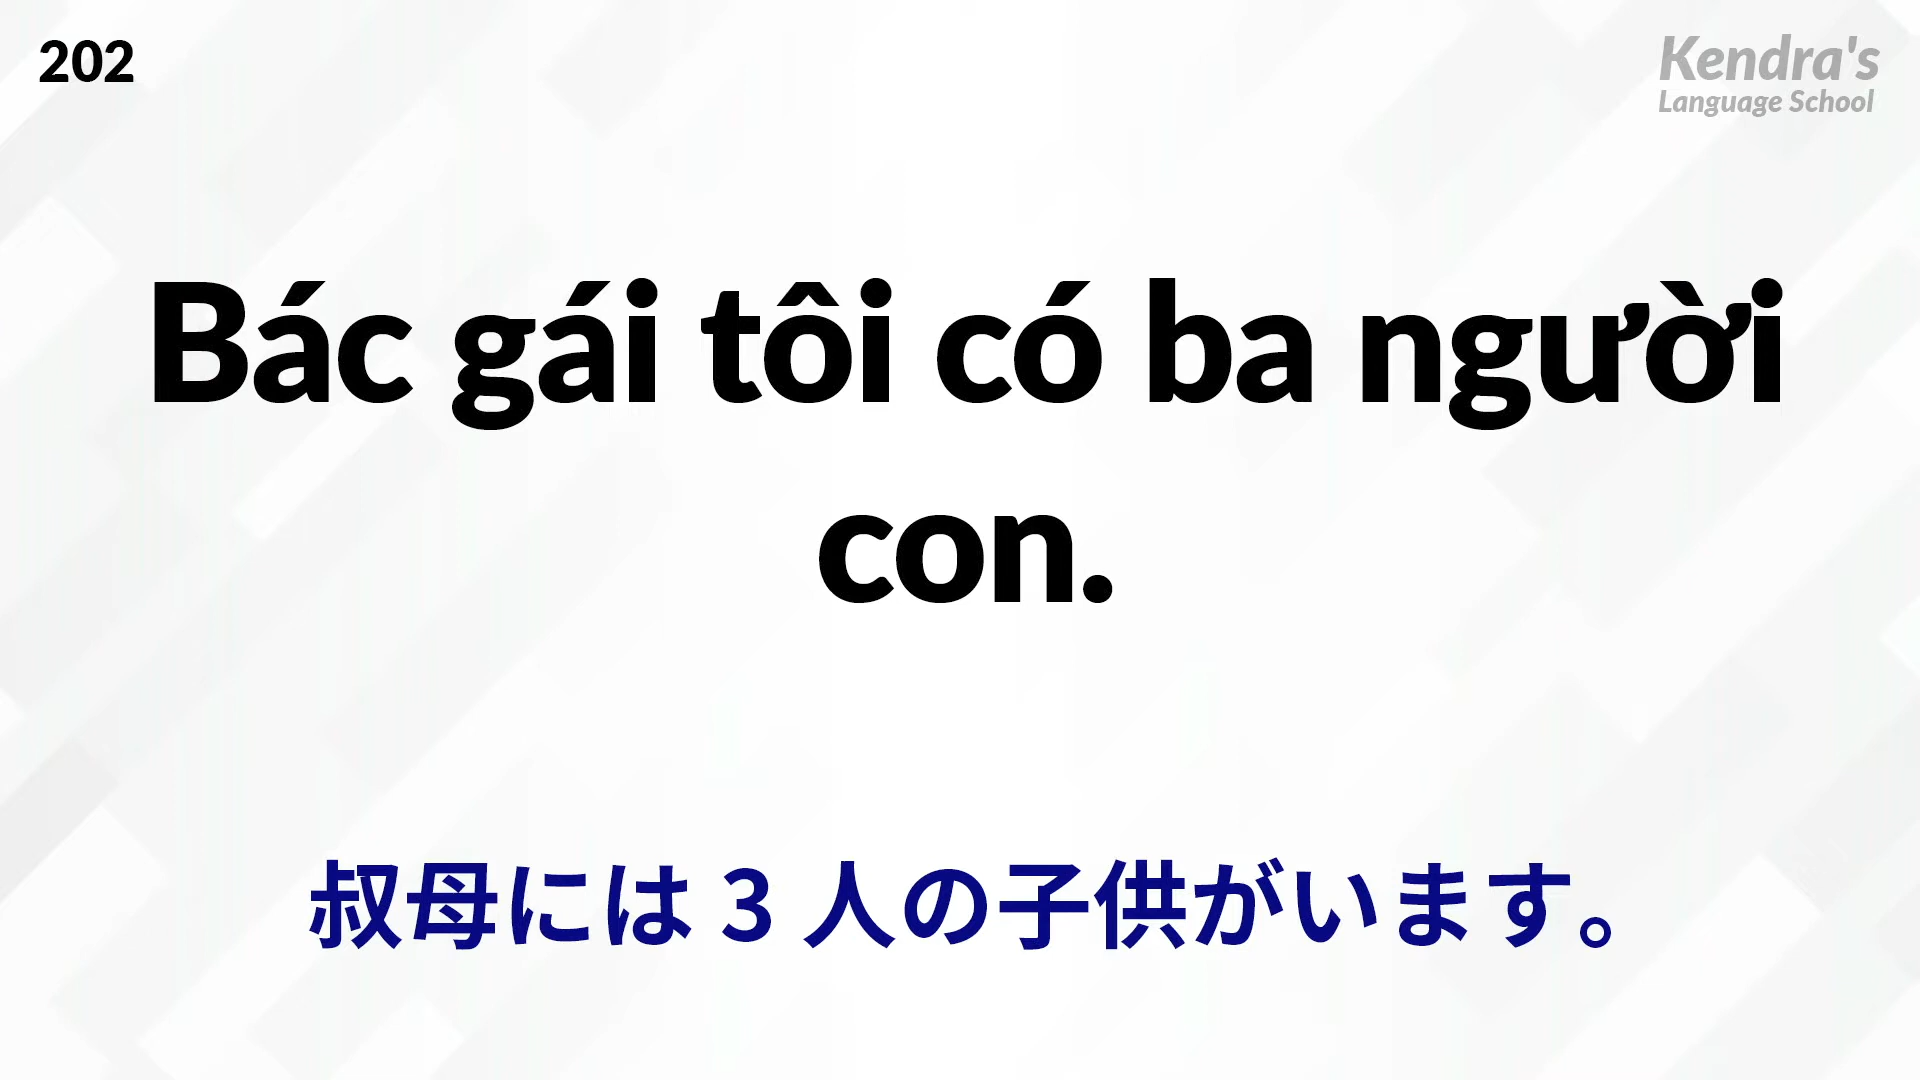 202
Kendra's
Language School
Bác gái tôi có ba người
con.
叔母には 3 人の子供がいます。